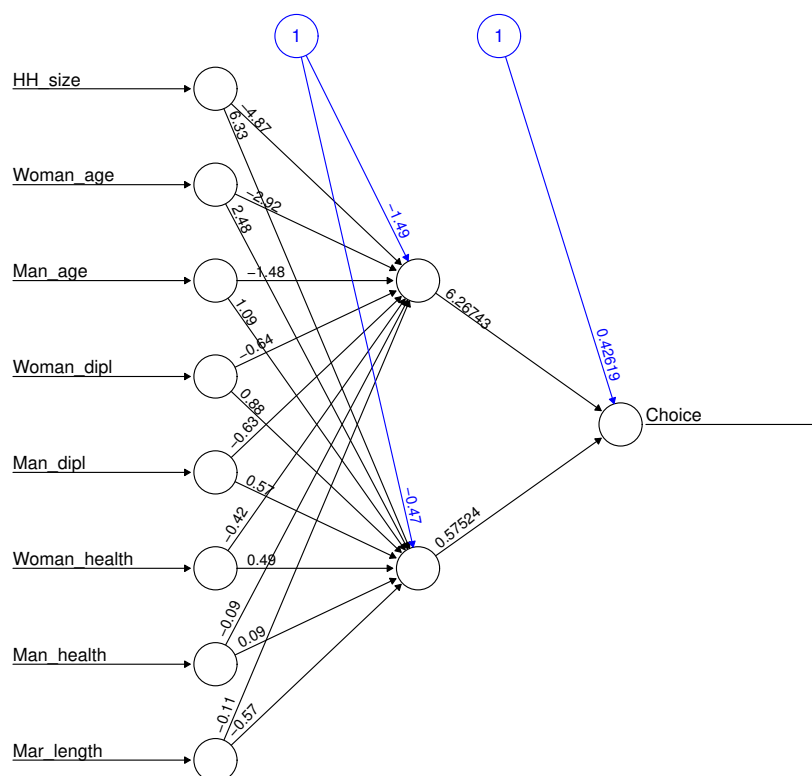 1
1
HH_size
−4.87
6.33
Woman_age
−2.92
2.48
−1.49
Man_age
−1.48
1.09
6.26743
−0.64
Woman_dipl
0.88
0.42619
Choice
−0.63
Man_dipl
0.57
−0.47
−0.42
0.57524
Woman_health
0.49
−0.09
0.09
Man_health
−0.11
−0.57
Mar_length